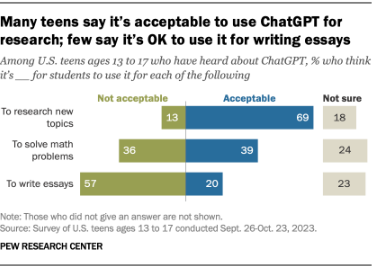 Many teens say it's acceptable to use ChatGPT for
research; few say it's OK to use it for writing essays
Among U.S. teens ages 13 to 17 who have heard about ChatGPT, % who think
it's __ for students to use it for each of the following
Not acceptable Acceptable Not sure
To research new
topics
13 69 18
To solve math
problems
36 39 24
To write essays 57 20 23
Note: Those who did not give an answer are not shown.
Source: Survey of U.S. teens ages 13 to 17 conducted Sept. 26-Oct. 23, 2023.
PEW RESEARCH CENTER